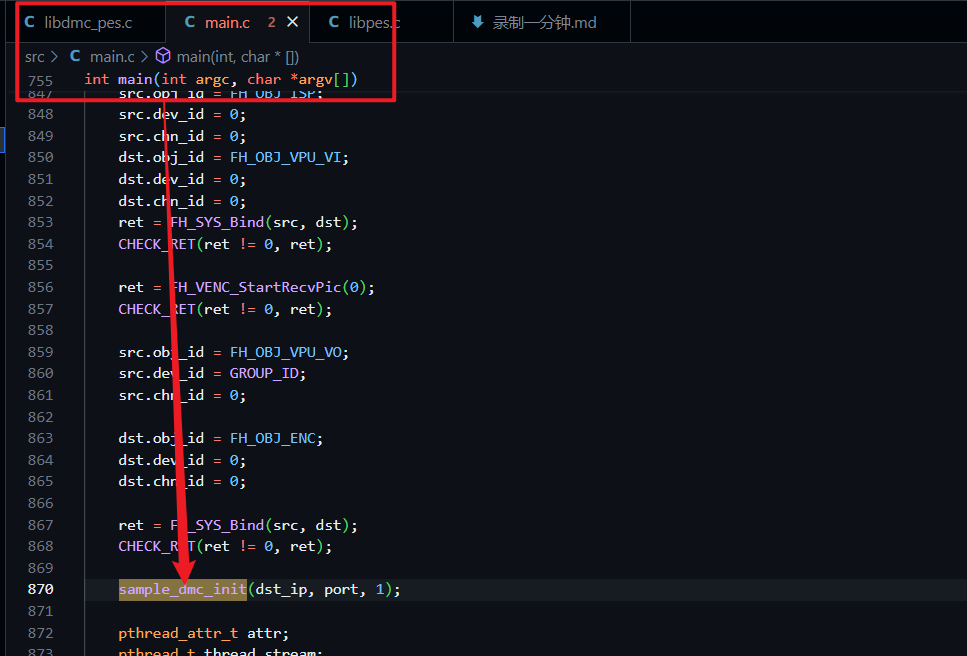 C libdmc_pes.c C main.c 2 × C libpes.c 录制一分钟.md
src > C main.c > main(int, char * [])
755 int main(int argc, char *argv[])
847 src.obj_id = FH_OBJ_ISP;
848 src.dev_id = 0;
849 src.chn_id = 0;
850 dst.obj_id = FH_OBJ_VPU_VI;
851 dst.dev_id = 0;
852 dst.chn_id = 0;
853 ret = FH_SYS_Bind(src, dst);
854 CHECK_RET(ret != 0, ret);
855
856 ret = FH_VENC_StartRecvPic(0);
857 CHECK_RET(ret != 0, ret);
858
859 src.obj_id = FH_OBJ_VPU_VO;
860 src.dev_id = GROUP_ID;
861 src.chn_id = 0;
862
863 dst.obj_id = FH_OBJ_ENC;
864 dst.dev_id = 0;
865 dst.chn_id = 0;
866
867 ret = FH_SYS_Bind(src, dst);
868 CHECK_RET(ret != 0, ret);
869
870 sample_dmc_init(dst_ip, port, 1);
871
872 pthread_attr_t attr;
873 pthread_t thread_stream;